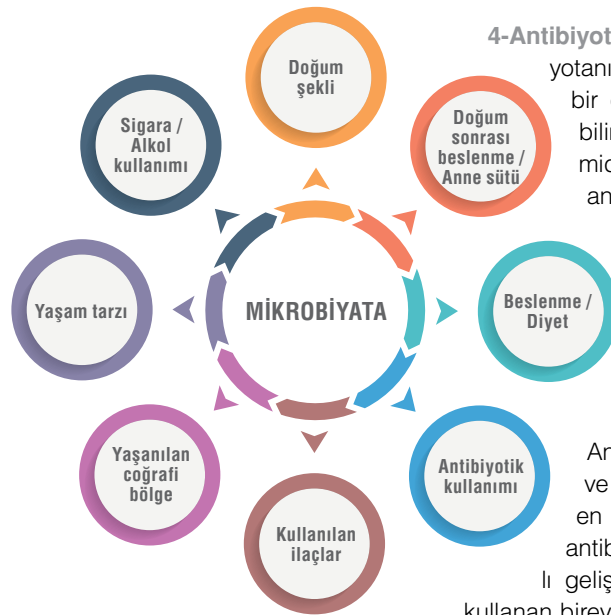 Doğum
şekli
Doğum
sonrası
beslenme /
Anne sütü
Beslenme /
Diyet
Antibiyotik
kullanımı
Kullanılan
ilaçlar
Yaşanılan
coğrafi
bölge
Yaşam tarzı
Sigara /
Alkol
kullanımı
MİKROBİYATA
4-Antibiyot
yotanı
bir
bilir
mic
an
An
ve
en
antib
lı geliş
kullanan birey